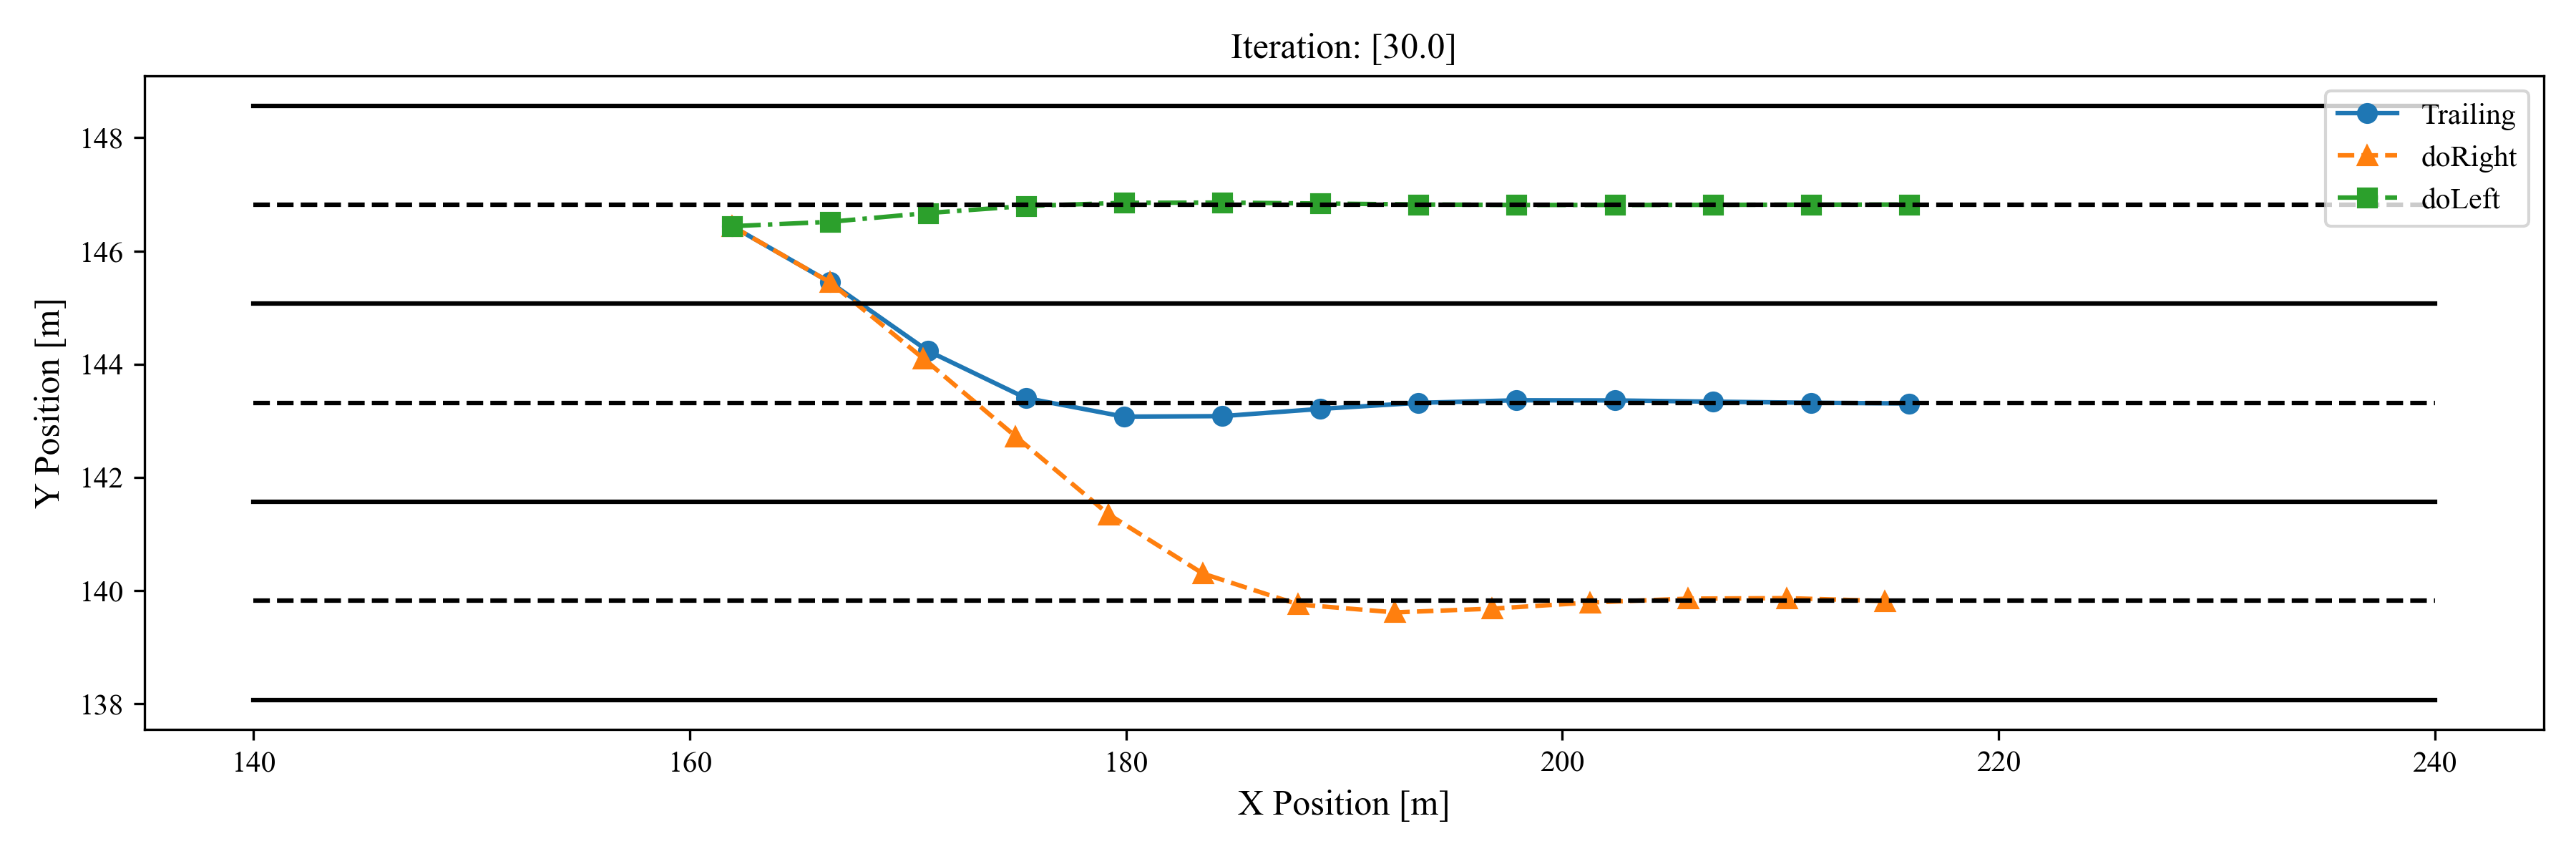 Iteration: [30.0]
Trailing
doRight
doLeft
Y Position [m]
148
146
144
142
140
138
140
160
180
200
220
240
X Position [m]